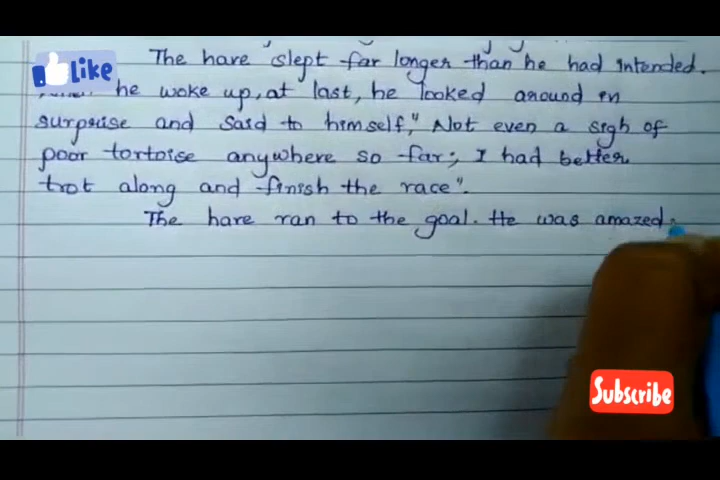 Like
The hare slept far longer than he had intended.
he woke up, at last, he looked around in
surprise and said to himself," Not even a sigh of
poor tortoise anywhere so far; I had better
trot along and finish the race".
The hare ran to the goal. He was amazed
Subscribe